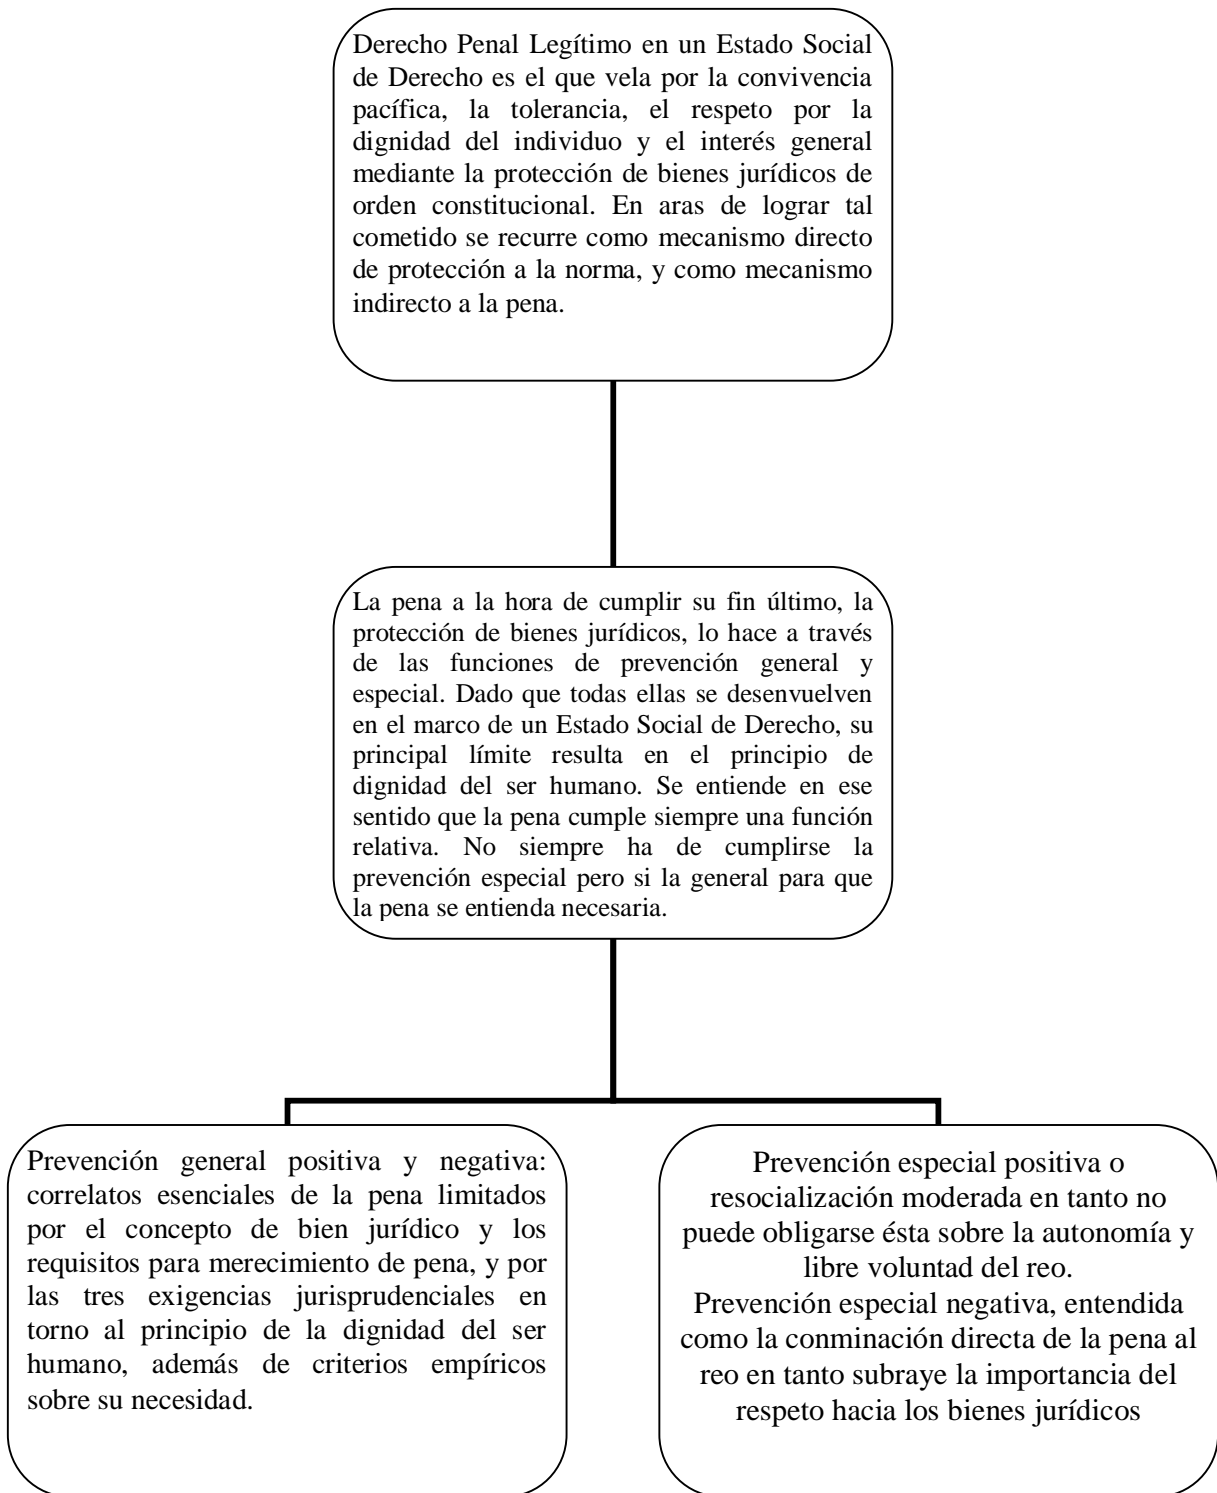 Derecho Penal Legítimo en un Estado Social
de Derecho es el que vela por la convivencia
pacífica, la tolerancia, el respeto por la
dignidad del individuo y el interés general
mediante la protección de bienes jurídicos de
orden constitucional. En aras de lograr tal
cometido se recurre como mecanismo directo
de protección a la norma, y como mecanismo
indirecto a la pena.
La pena a la hora de cumplir su fin último, la
protección de bienes jurídicos, lo hace a través
de las funciones de prevención general y
especial. Dado que todas ellas se desenvuelven
en el marco de un Estado Social de Derecho, su
principal límite resulta en el principio de
dignidad del ser humano. Se entiende en ese
sentido que la pena cumple siempre una función
relativa. No siempre ha de cumplirse la
prevención especial pero si la general para que
la pena se entienda necesaria.
Prevención general positiva y negativa:
correlatos esenciales de la pena limitados
por el concepto de bien jurídico y los
requisitos para merecimiento de pena, y por
las tres exigencias jurisprudenciales en
torno al principio de la dignidad del ser
humano, además de criterios empíricos
sobre su necesidad.
Prevención especial positiva o
resocialización moderada en tanto no
puede obligarse ésta sobre la autonomía y
libre voluntad del reo.
Prevención especial negativa, entendida
como la conminación directa de la pena al
reo en tanto subraye la importancia del
respeto hacia los bienes jurídicos